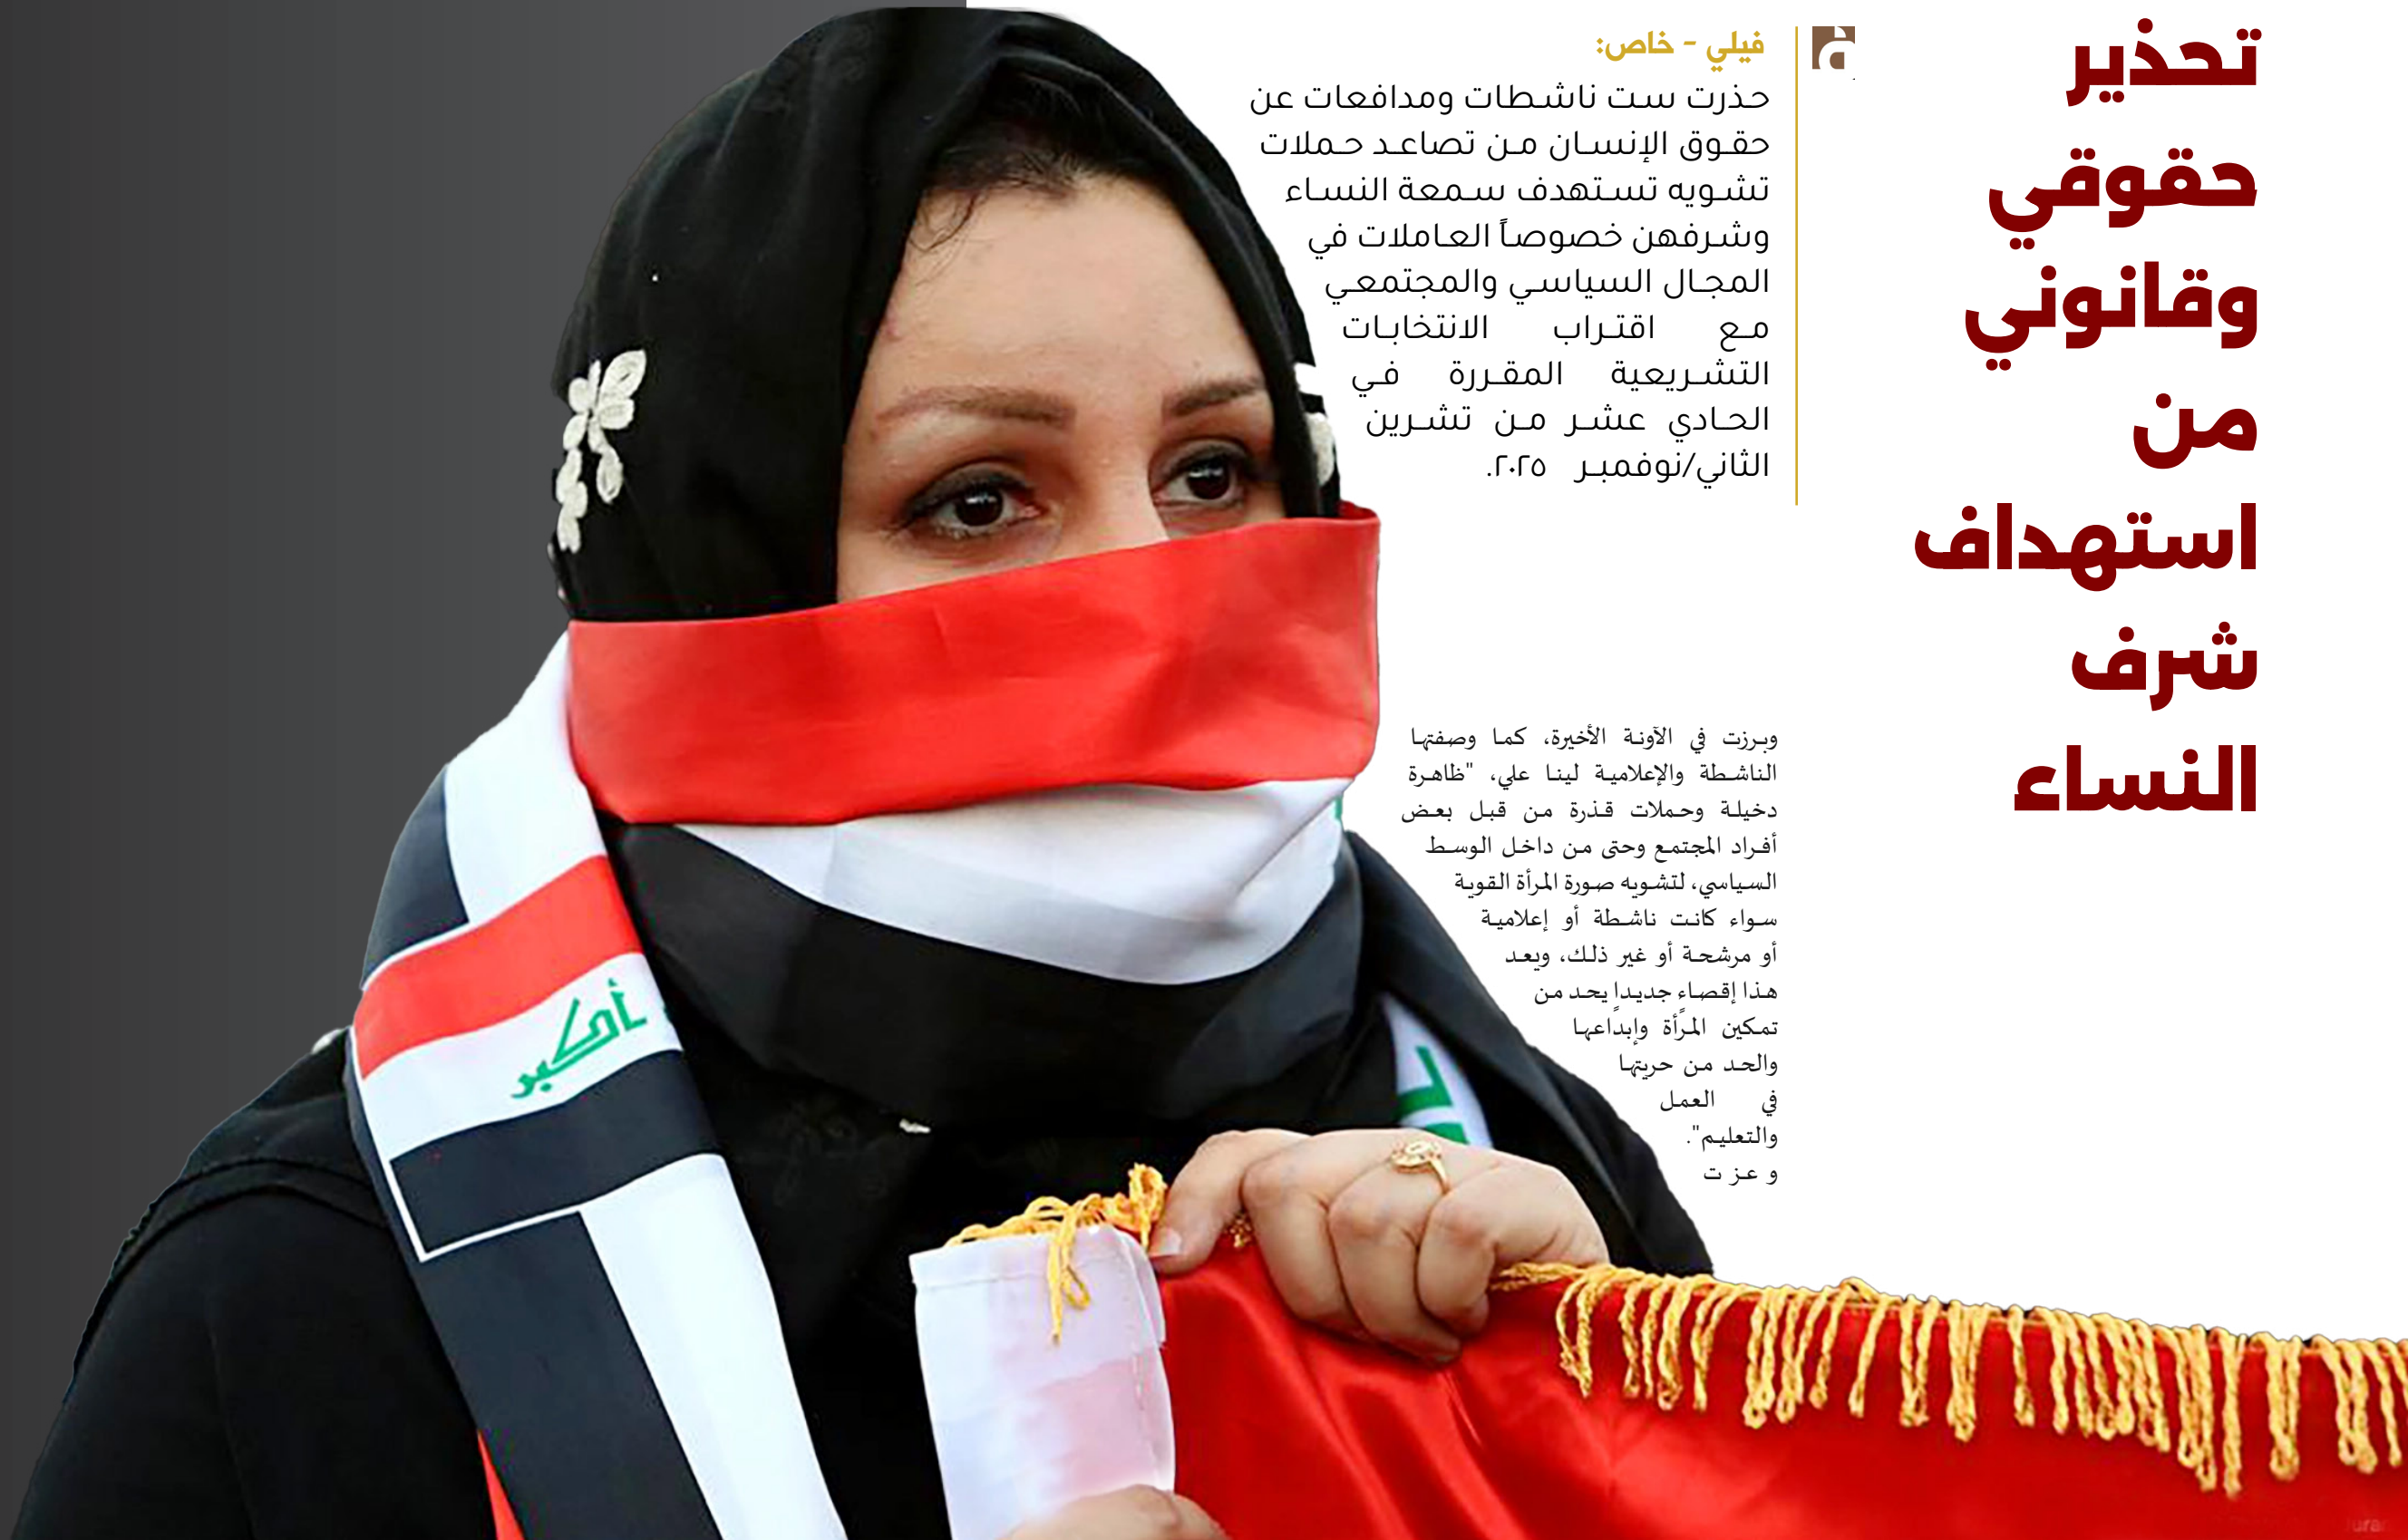 تحذير
حقوقي
وقانوني
من
استهداف
شرف
النساء
فيلي - خاص:
حذرت ست ناشطات ومدافعات عن
حقوق الإنسان من تصاعد حملات
تشويه تستهدف سمعة النساء
وشرفهن خصوصاً العاملات في
المجال السياسي والمجتمعي
مع اقتراب الانتخابات
التشريعية المقررة في
الحادي عشر من تشرين
الثاني/نوفمبر ٢٠٢٥.
وبرزت في الآونة الأخيرة، كما وصفتها
الناشطة والإعلامية لينا علي، "ظاهرة
دخيلة وحملات قذرة من قبل بعض
أفراد المجتمع وحتى من داخل الوسط
السياسي، لتشويه صورة المرأة القوية
سواء كانت ناشطة أو إعلامية
أو مرشحة أو غير ذلك، ويعد
هذا إقصاءً جديداً يحد من
تمكين المرأة وإبداعها
والحد من حريتها
في العمل
والتعليم".
وعزت
أكبر